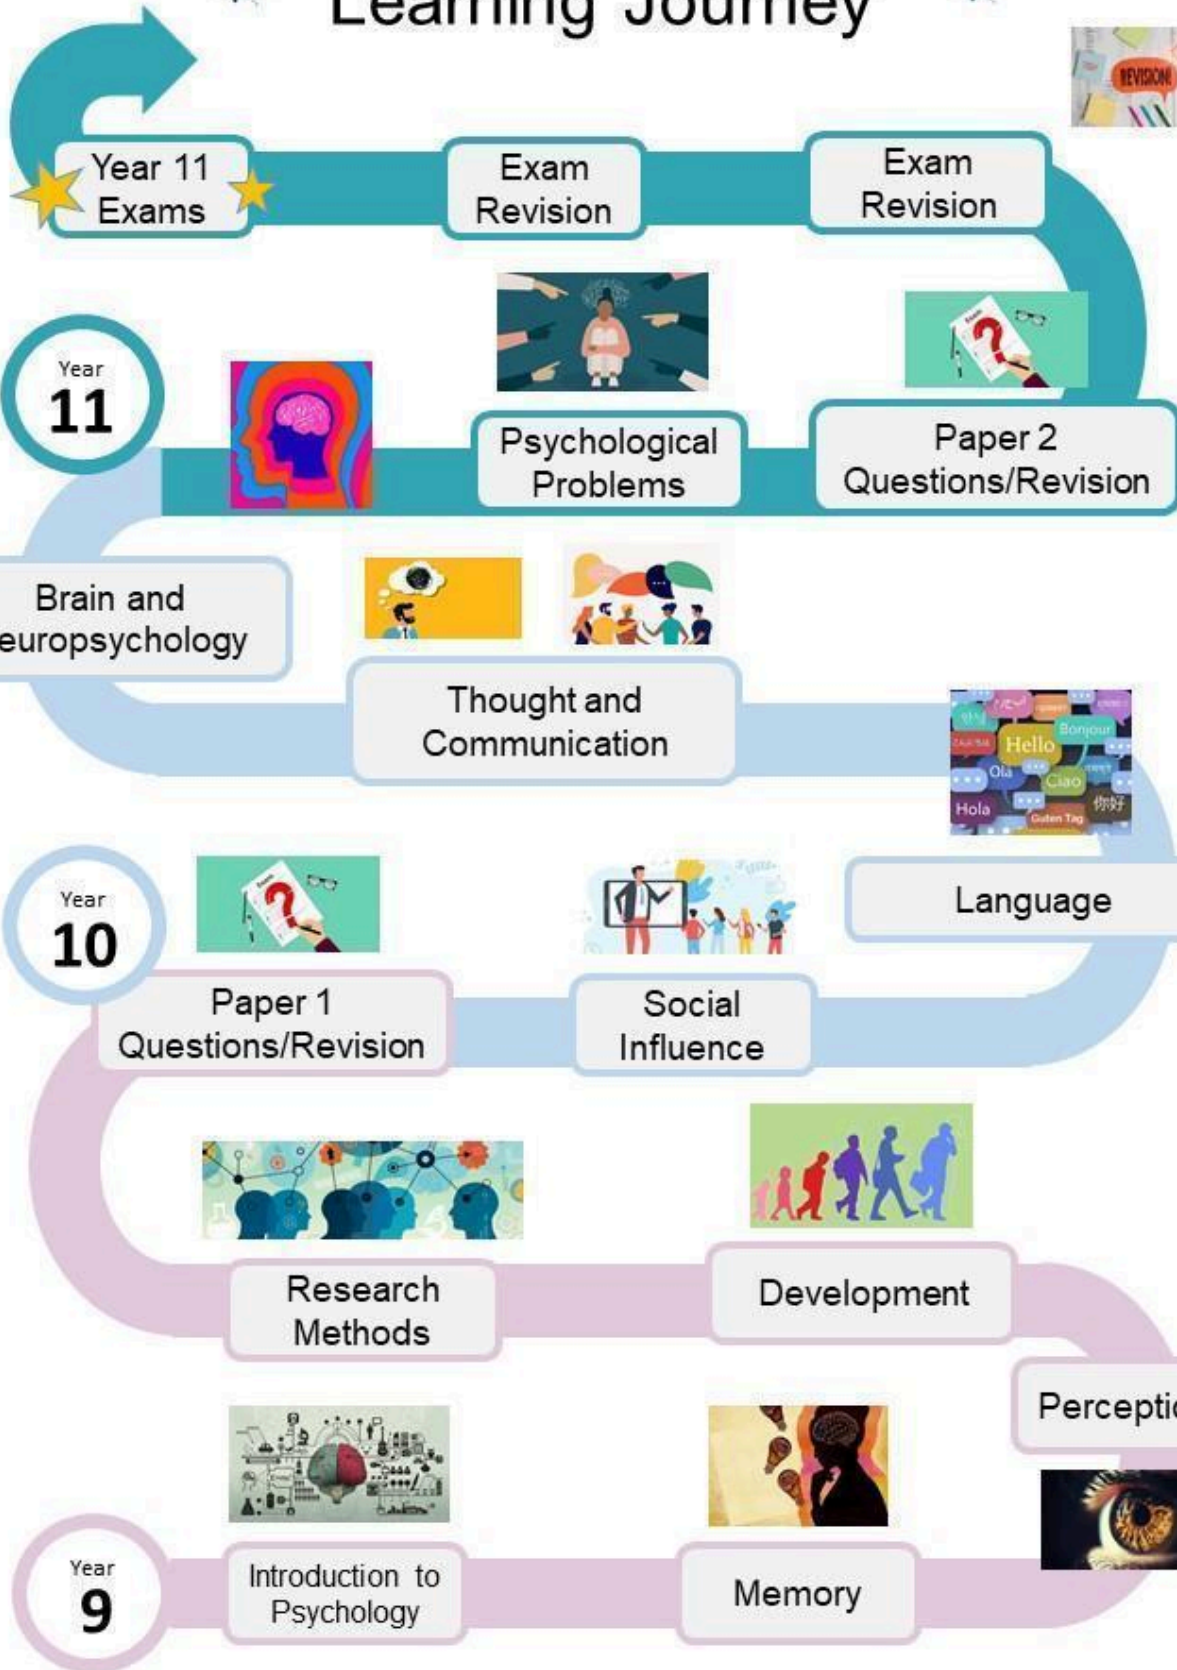 Learning Journey
REVISION!
Year 11
Exams
Exam
Revision
Exam
Revision
Year
11
Psychological
Problems
Paper 2
Questions/Revision
Brain and
europsychology
Thought and
Communication
Hello
Bonjour
Ola
Ciao
Hola
你好
Guten Tag
Year
10
Language
Paper 1
Questions/Revision
Social
Influence
Research
Methods
Development
Perceptio
Year
9
Introduction to
Psychology
Memory